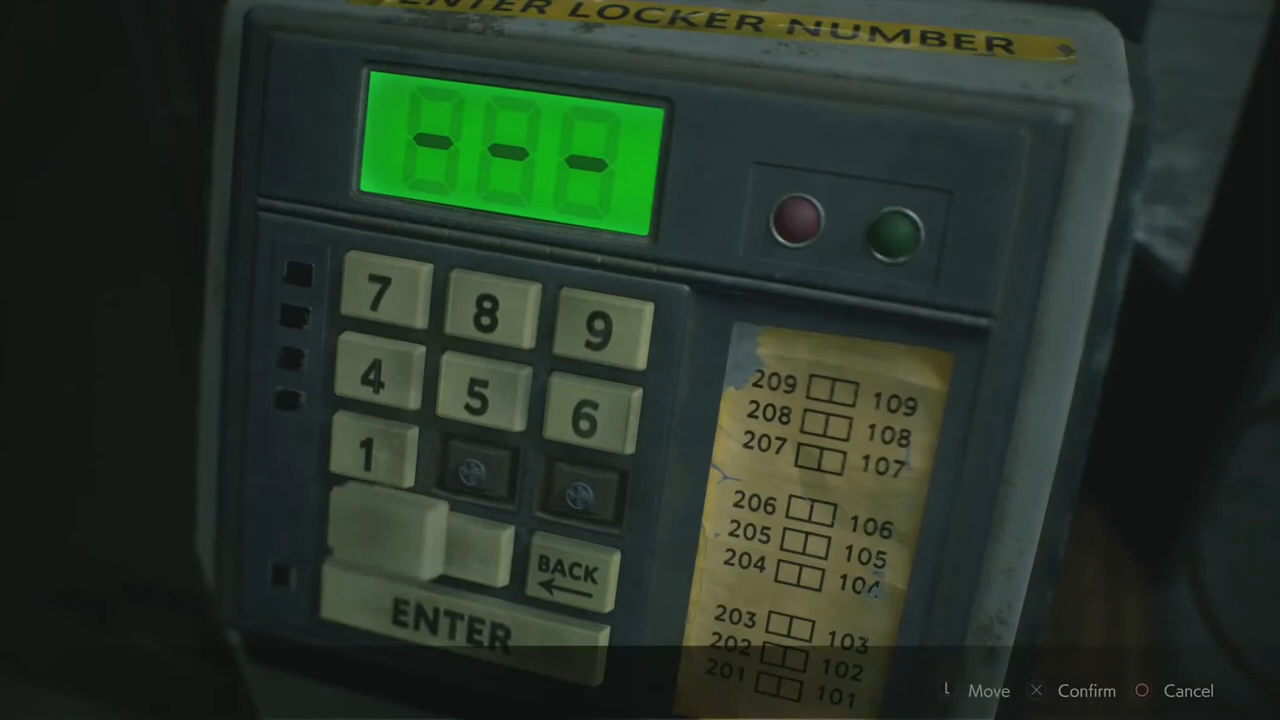 ENTER LOCKER NUMBER
- - -
7 8 9
4 5 6
1
BACK
ENTER
209 109
208 108
207 107
206 106
205 105
204 104
203 103
202 102
201 101
L Move Confirm Cancel